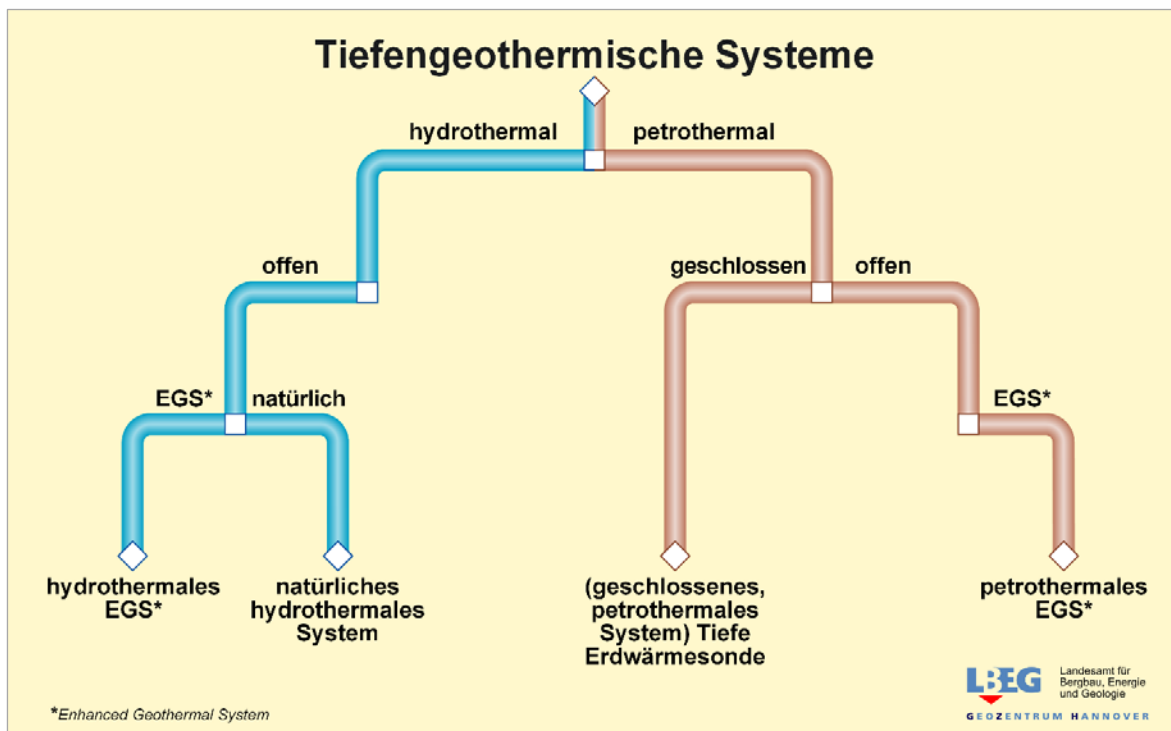 Tiefengeothermische Systeme
hydrothermal
petrothermal
offen
geschlossen
offen
EGS*
natürlich
EGS*
hydrothermales
EGS*
natürliches
hydrothermales
System
(geschlossenes,
petrothermales
System) Tiefe
Erdwärmesonde
petrothermales
EGS*
*Enhanced Geothermal System
LBEG
Landesamt für
Bergbau, Energie
und Geologie
GEOZENTRUM HANNOVER